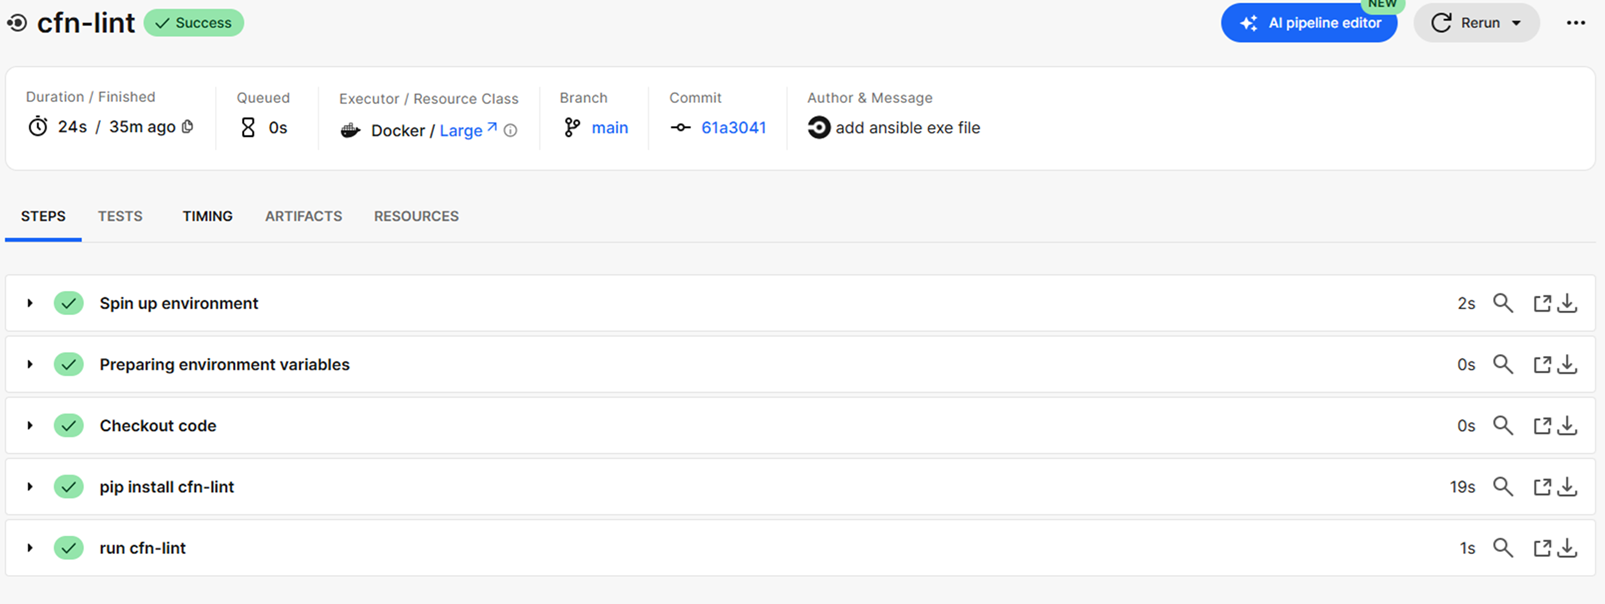 cfn-lint Success
NEW
AI pipeline editor Rerun
Duration / Finished Queued Executor / Resource Class Branch Commit Author & Message
24s / 35m ago 0s Docker / Large main 61a3041 add ansible exe file
STEPS TESTS TIMING ARTIFACTS RESOURCES
Spin up environment 2s
Preparing environment variables 0s
Checkout code 0s
pip install cfn-lint 19s
run cfn-lint 1s